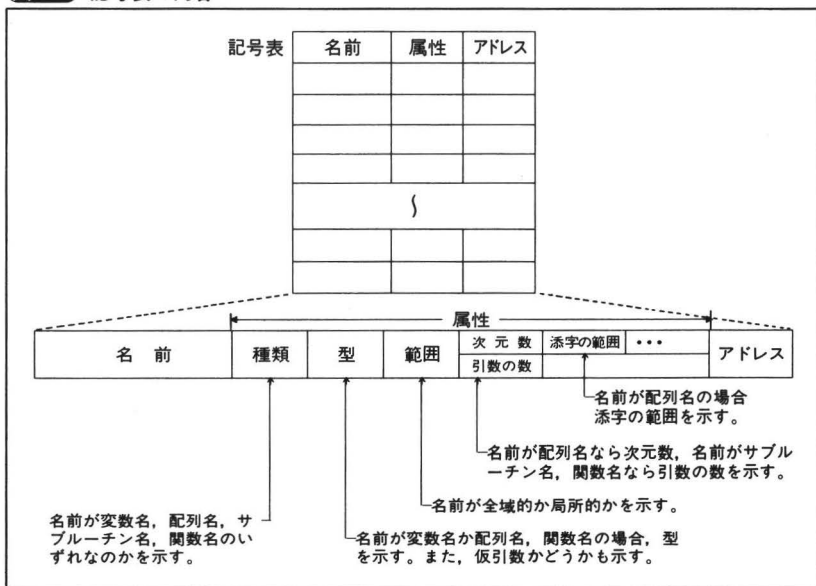 記号表
名前 属性 アドレス
属性
名前 種類 型 範囲 次元数 添字の範囲 ・・・ アドレス
引数の数
名前が配列名の場合
添字の範囲を示す。
名前が配列名なら次元数，名前がサブル
ーチン名，関数名なら引数の数を示す。
名前が全域的か局所的かを示す。
名前が変数名か配列名，関数名の場合，型
を示す。また，仮引数かどうかも示す。
名前が変数名，配列名，サ
ブルーチン名，関数名のい
ずれなのかを示す。